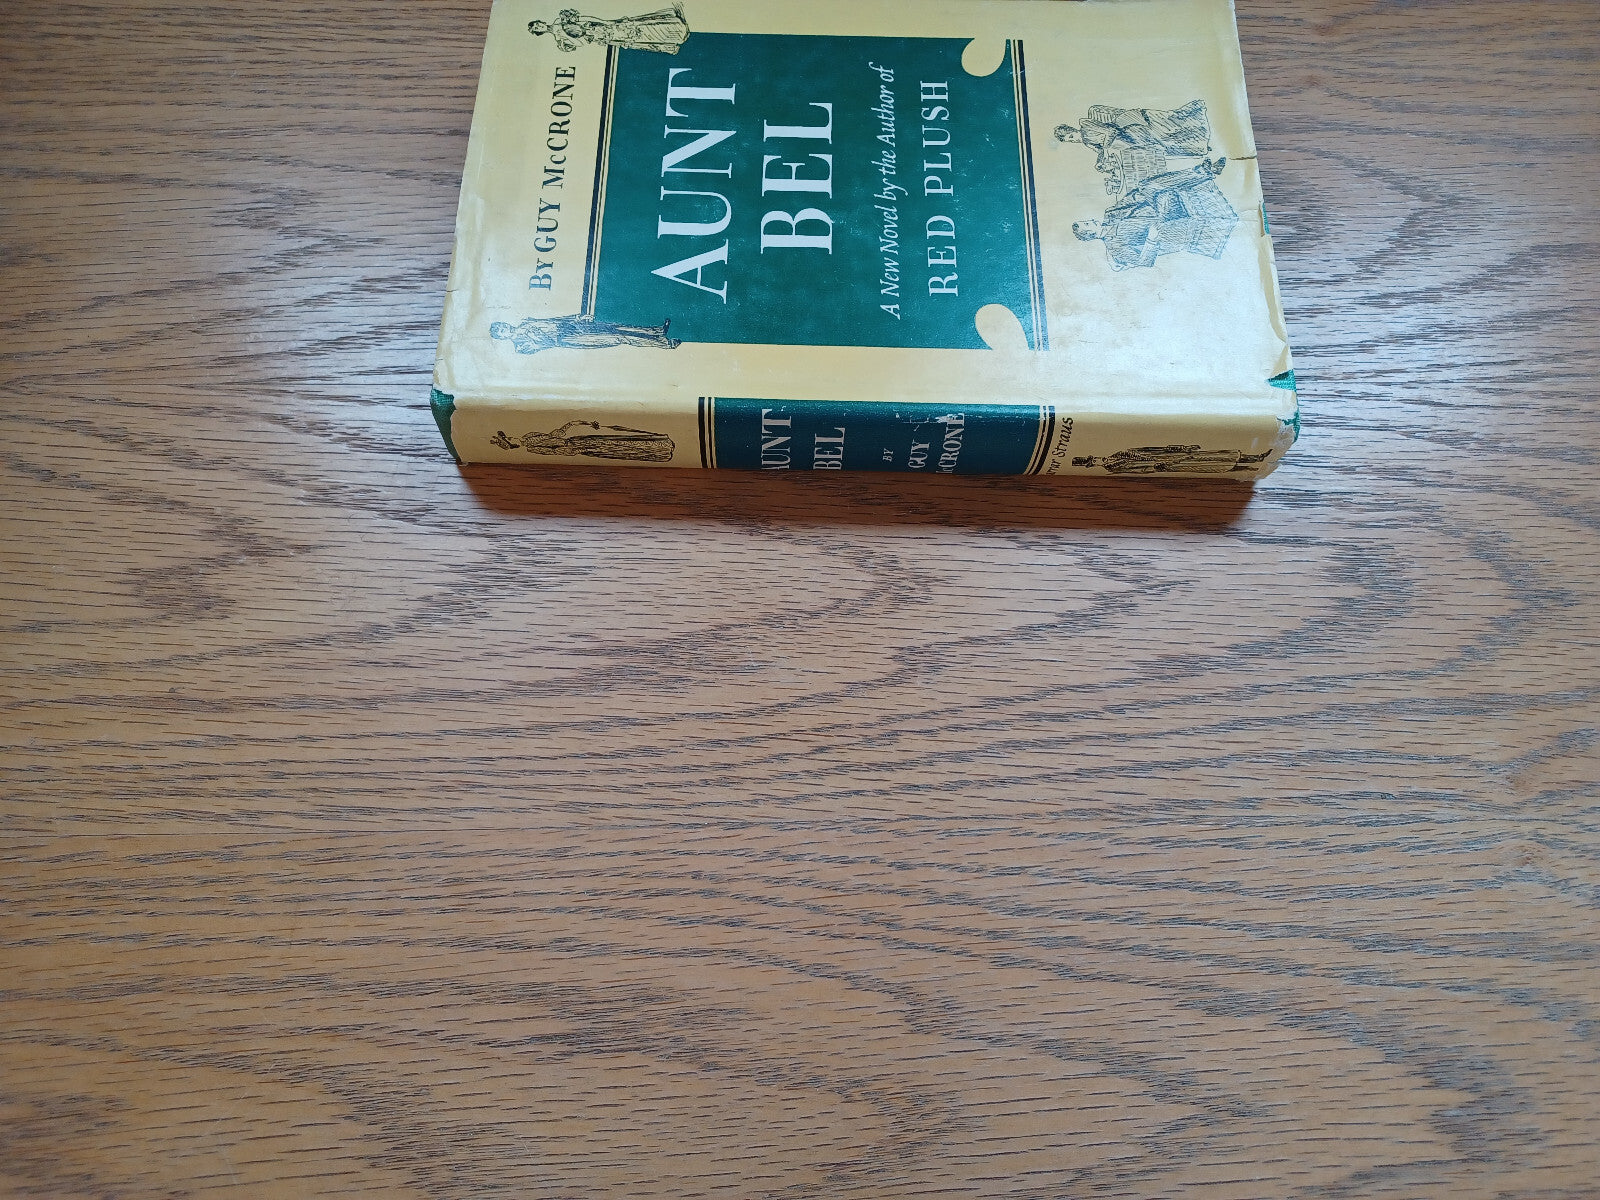 By GUY McCRONE
AUNT
BEL
A New Novel by the Author of
RED PLUSH
AUNT
BEL
BY
GUY
McCRONE
Straus